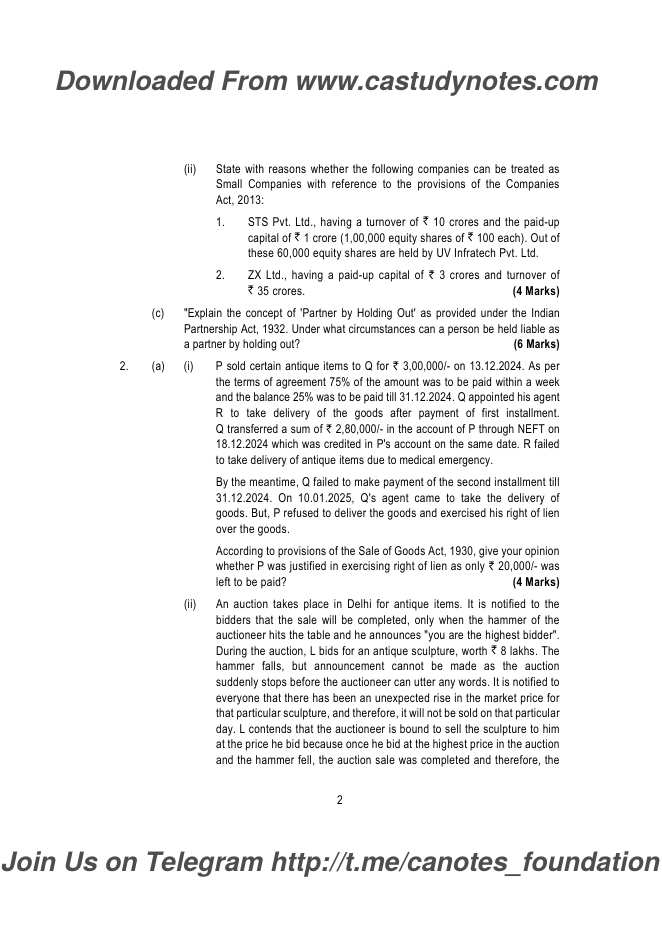 Downloaded From www.castudynotes.com
(ii) State with reasons whether the following companies can be treated as
Small Companies with reference to the provisions of the Companies
Act, 2013:
1. STS Pvt. Ltd., having a turnover of ₹ 10 crores and the paid-up
capital of ₹ 1 crore (1,00,000 equity shares of ₹ 100 each). Out of
these 60,000 equity shares are held by UV Infratech Pvt. Ltd.
2. ZX Ltd., having a paid-up capital of ₹ 3 crores and turnover of
₹ 35 crores. (4 Marks)
(c) "Explain the concept of 'Partner by Holding Out' as provided under the Indian
Partnership Act, 1932. Under what circumstances can a person be held liable as
a partner by holding out? (6 Marks)
2. (a) (i) P sold certain antique items to Q for ₹ 3,00,000/- on 13.12.2024. As per
the terms of agreement 75% of the amount was to be paid within a week
and the balance 25% was to be paid till 31.12.2024. Q appointed his agent
R to take delivery of the goods after payment of first installment.
Q transferred a sum of ₹ 2,80,000/- in the account of P through NEFT on
18.12.2024 which was credited in P's account on the same date. R failed
to take delivery of antique items due to medical emergency.
By the meantime, Q failed to make payment of the second installment till
31.12.2024. On 10.01.2025, Q's agent came to take the delivery of
goods. But, P refused to deliver the goods and exercised his right of lien
over the goods.
According to provisions of the Sale of Goods Act, 1930, give your opinion
whether P was justified in exercising right of lien as only ₹ 20,000/- was
left to be paid? (4 Marks)
(ii) An auction takes place in Delhi for antique items. It is notified to the
bidders that the sale will be completed, only when the hammer of the
auctioneer hits the table and he announces "you are the highest bidder".
During the auction, L bids for an antique sculpture, worth ₹ 8 lakhs. The
hammer falls, but announcement cannot be made as the auction
suddenly stops before the auctioneer can utter any words. It is notified to
everyone that there has been an unexpected rise in the market price for
that particular sculpture, and therefore, it will not be sold on that particular
day. L contends that the auctioneer is bound to sell the sculpture to him
at the price he bid because once he bid at the highest price in the auction
and the hammer fell, the auction sale was completed and therefore, the
2
Join Us on Telegram http://t.me/canotes_foundation